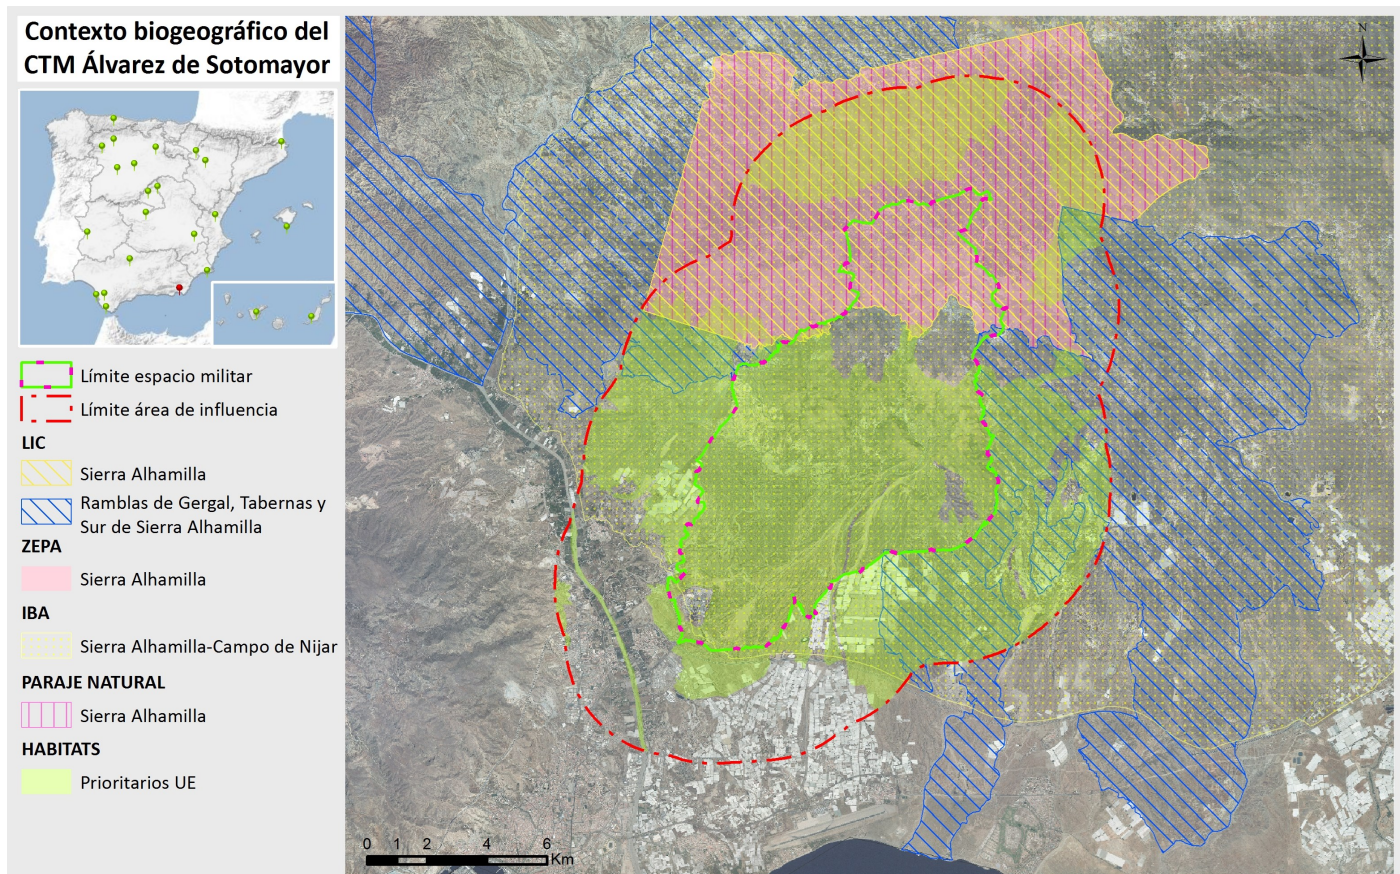 Contexto biogeográfico del
CTM Álvarez de Sotomayor
Límite espacio militar
Límite área de influencia
LIC
Sierra Alhamilla
Ramblas de Gergal, Tabernas y
Sur de Sierra Alhamilla
ZEPA
Sierra Alhamilla
IBA
Sierra Alhamilla-Campo de Nijar
PARAJE NATURAL
Sierra Alhamilla
HABITATS
Prioritarios UE
N
0 1 2 4 6
Km